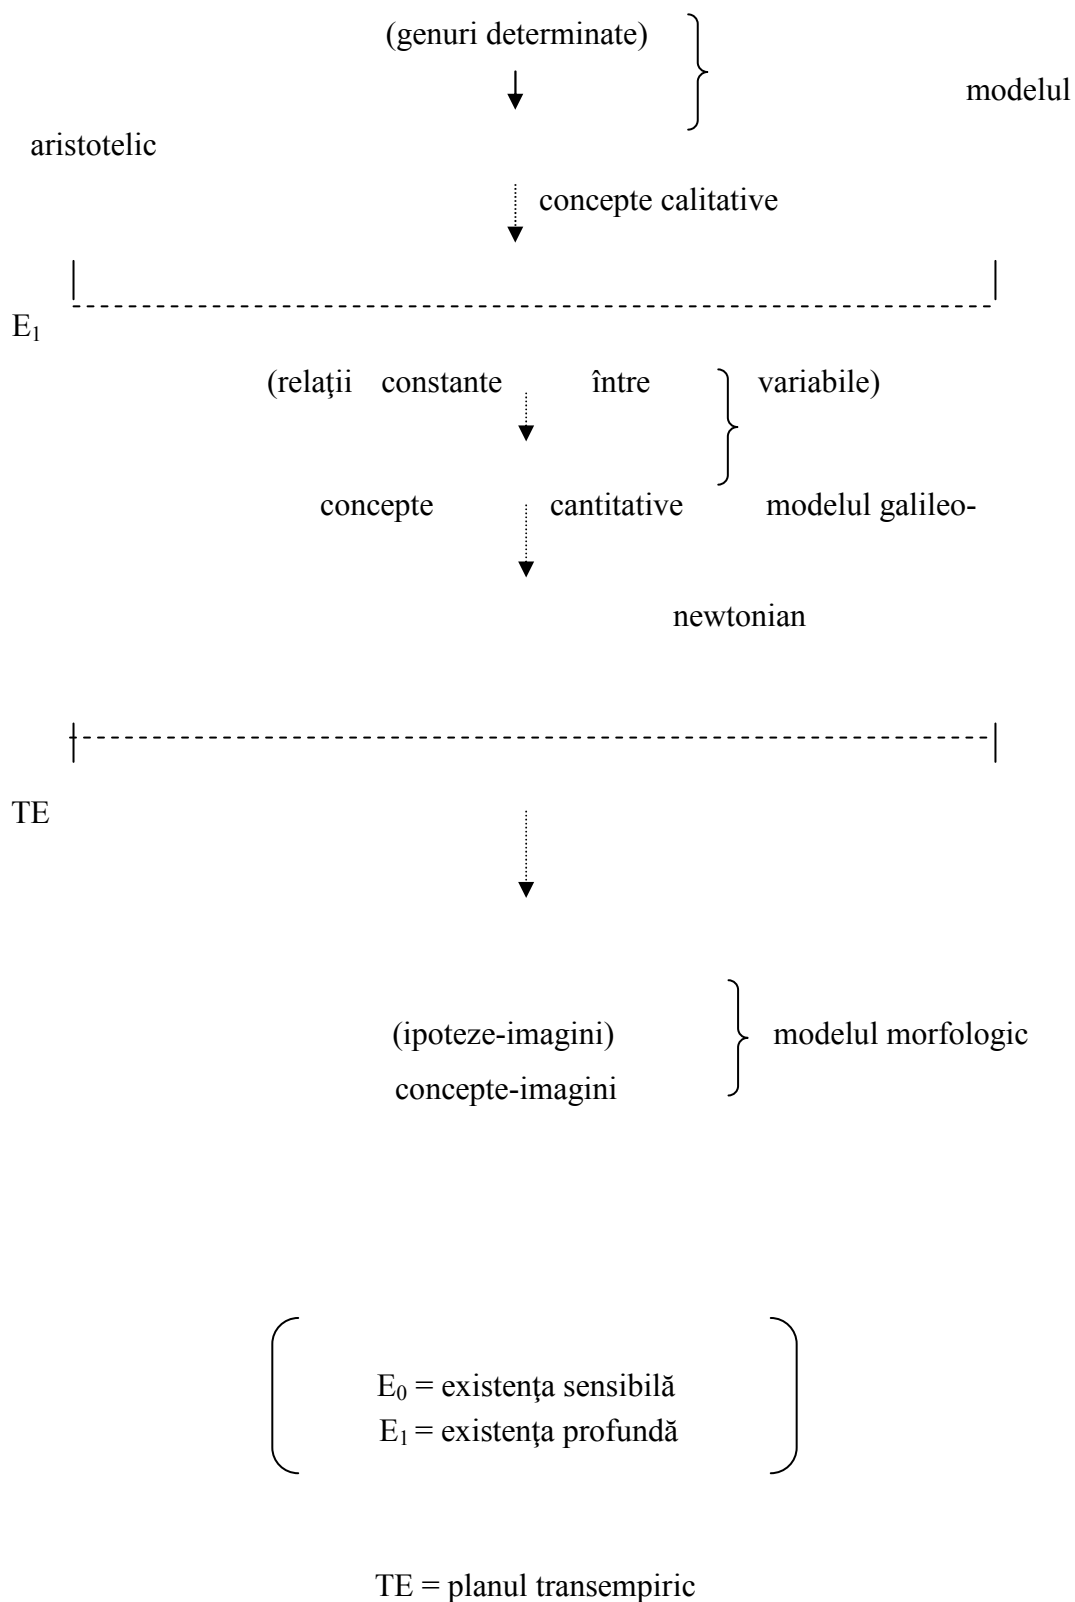 (genuri determinate)
modelul
aristotelic
concepte calitative
E₁
(relaţii constante între variabile)
concepte cantitative modelul galileo-
newtonian
TE
(ipoteze-imagini) modelul morfologic
concepte-imagini
E₀ = existenţa sensibilă
E₁ = existenţa profundă
TE = planul transempiric